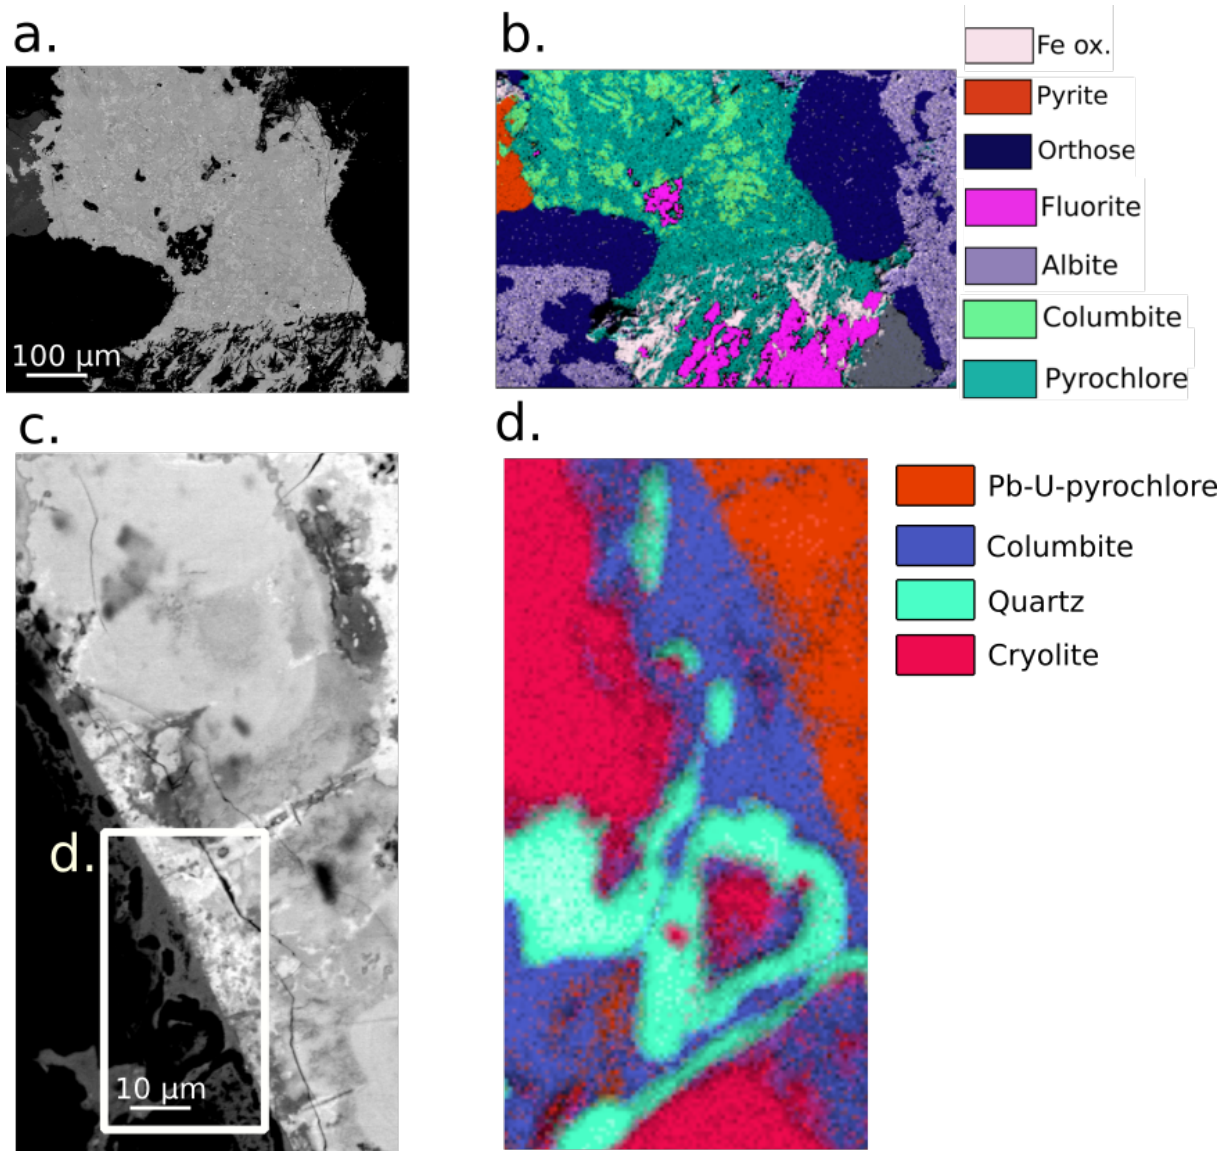 a.
b.
Fe ox.
Pyrite
Orthose
Fluorite
Albite
Columbite
Pyrochlore
100 μm
c.
d.
Pb-U-pyrochlore
Columbite
Quartz
Cryolite
d.
10 μm